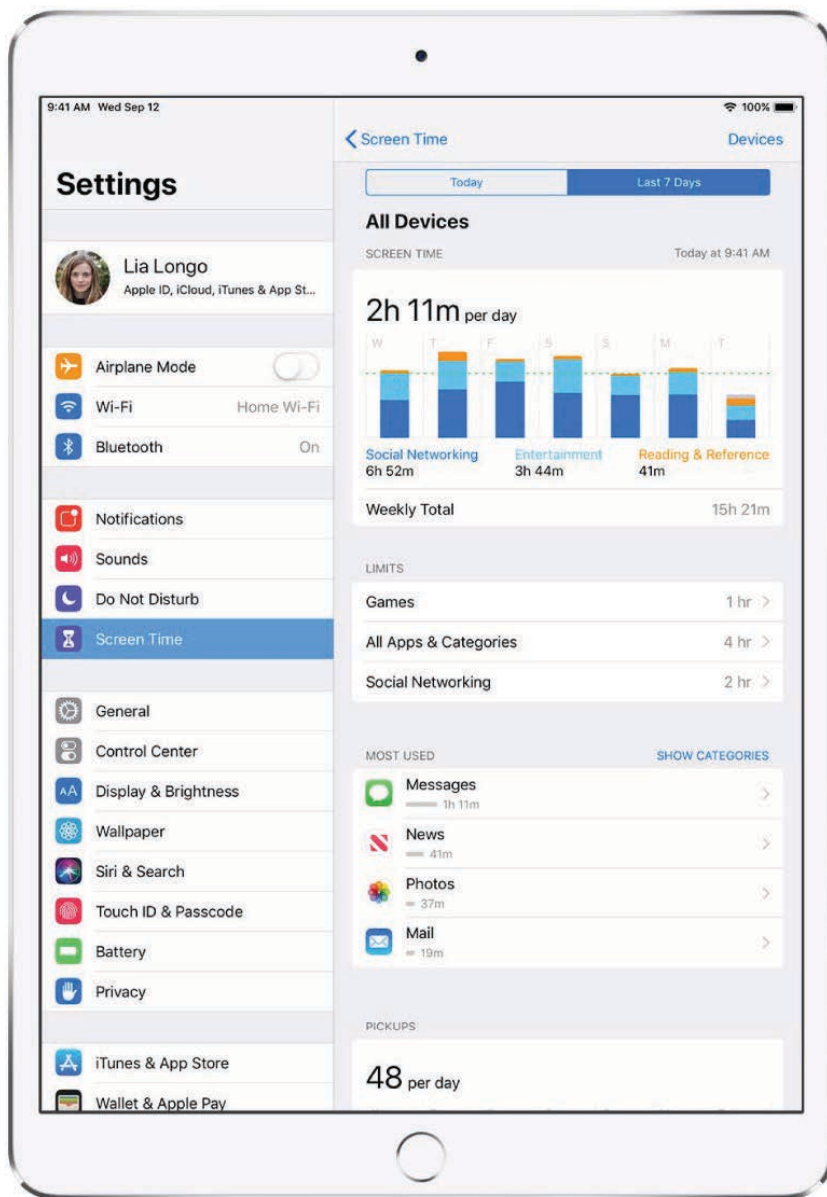 9:41 AM Wed Sep 12
100%
Settings
Lia Longo
Apple ID, iCloud, iTunes & App St...
Airplane Mode
Wi-Fi Home Wi-Fi
Bluetooth On
Notifications
Sounds
Do Not Disturb
Screen Time
General
Control Center
AA Display & Brightness
Wallpaper
Siri & Search
Touch ID & Passcode
Battery
Privacy
iTunes & App Store
Wallet & Apple Pay
Screen Time Devices
Today Last 7 Days
All Devices
SCREEN TIME Today at 9:41 AM
2h 11m per day
W T F S S M T
Social Networking Entertainment Reading & Reference
6h 52m 3h 44m 41m
Weekly Total 15h 21m
LIMITS
Games 1 hr
All Apps & Categories 4 hr
Social Networking 2 hr
MOST USED SHOW CATEGORIES
Messages
1h 11m
News
41m
Photos
37m
Mail
19m
PICKUPS
48 per day